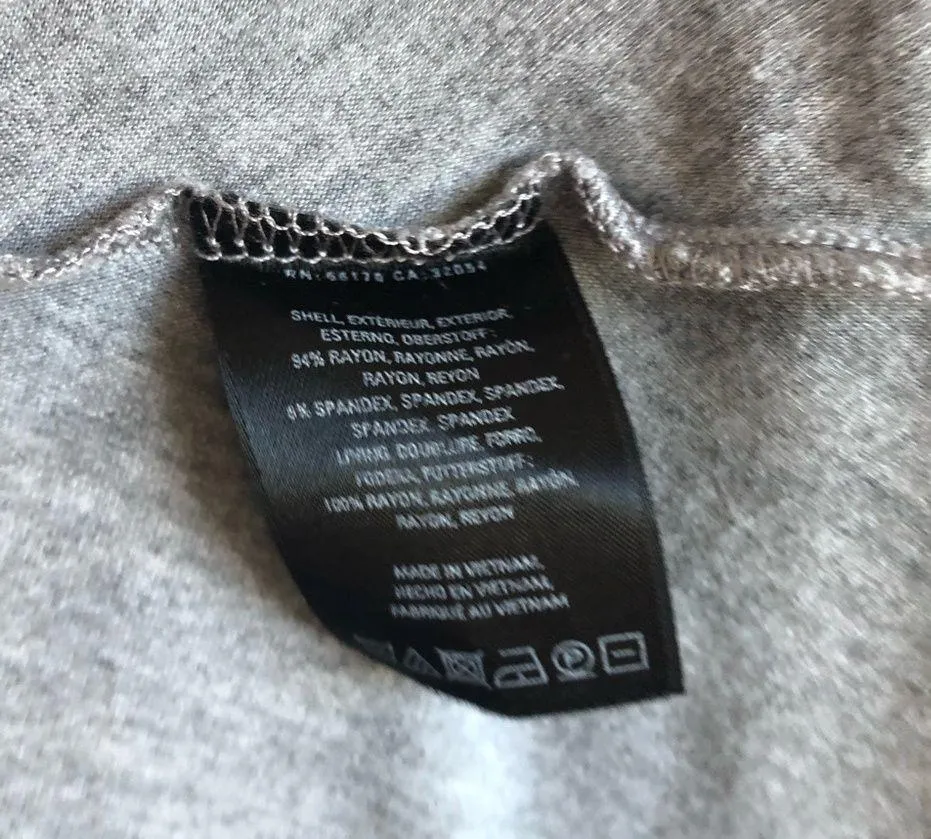 RN: 66170 CA: 32054
SHELL, EXTÉRIEUR, EXTERIOR,
ESTERNO, OBERSTOFF:
94% RAYON, RAYONNE, RAYÓN,
RAYON, REYON
6% SPANDEX, SPANDEX, SPANDEX,
SPANDEX, SPANDEX
LINING, DOUBLURE, FORRO,
FODERA, FUTTERSTOFF:
100% RAYON, RAYONNE, RAYÓN,
RAYON, REYON
MADE IN VIETNAM,
HECHO EN VIETNAM
FABRIQUÉ AU VIETNAM